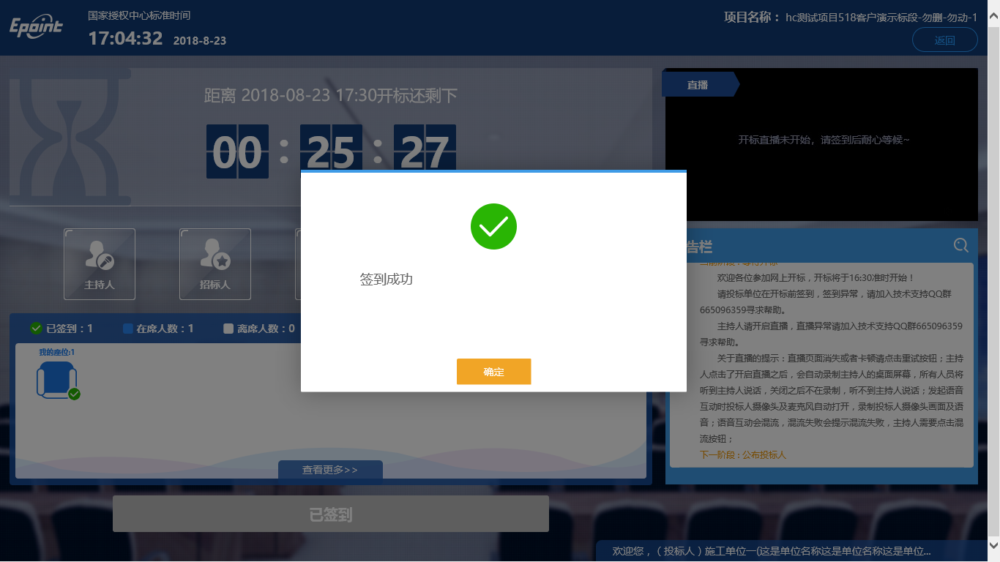 Epoint
国家授权中心标准时间
17:04:32 2018-8-23
项目名称： hc测试项目518客户演示标段-勿删-勿动-1
返回
距离 2018-08-23 17:30开标还剩下
00 : 25 : 27
直播
开标直播未开始，请签到后耐心等候~
签到成功
确定
主持人
招标人
已签到：1 在席人数：1 离席人数：0
我的座位:1
查看更多>>
已签到
告栏
欢迎各位参加网上开标，开标将于16:30准时开始！
请投标单位在开标前签到，签到异常，请加入技术支持QQ群
665096359寻求帮助。
主持人请开启直播，直播异常请加入技术支持QQ群665096359
寻求帮助。
关于直播的提示：直播页面消失或者卡顿请点击重试按钮；主持
人点击了开启直播之后，会自动录制主持人的桌面屏幕，所有人员将
听到主持人说话，关闭之后不在录制，听不到主持人说话；发起语音
互动时投标人摄像头及麦克风自动打开，录制投标人摄像头画面及语
音；语音互动会混流，混流失败会提示混流失败，主持人需要点击混
流按钮；
下一阶段：公布投标人
欢迎您，（投标人）施工单位一(这是单位名称这是单位名称这是单位...